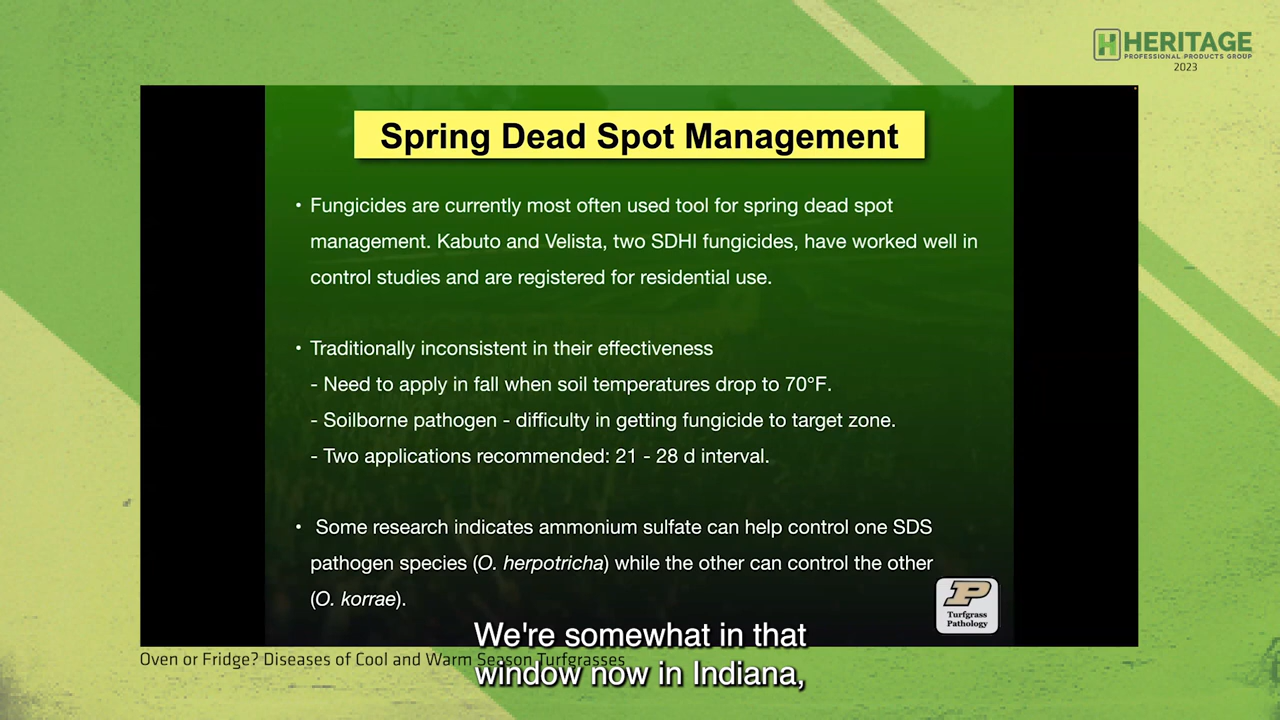 HERITAGE
PROFESSIONAL PRODUCTS GROUP
2023
Spring Dead Spot Management
• Fungicides are currently most often used tool for spring dead spot
management. Kabuto and Velista, two SDHI fungicides, have worked well in
control studies and are registered for residential use.
• Traditionally inconsistent in their effectiveness
- Need to apply in fall when soil temperatures drop to 70°F.
- Soilborne pathogen - difficulty in getting fungicide to target zone.
- Two applications recommended: 21 - 28 d interval.
• Some research indicates ammonium sulfate can help control one SDS
pathogen species (O. herpotricha) while the other can control the other
(O. korrae).
P
Turfgrass
Pathology
We're somewhat in that
window now in Indiana,
Oven or Fridge? Diseases of Cool and Warm Season Turfgrasses